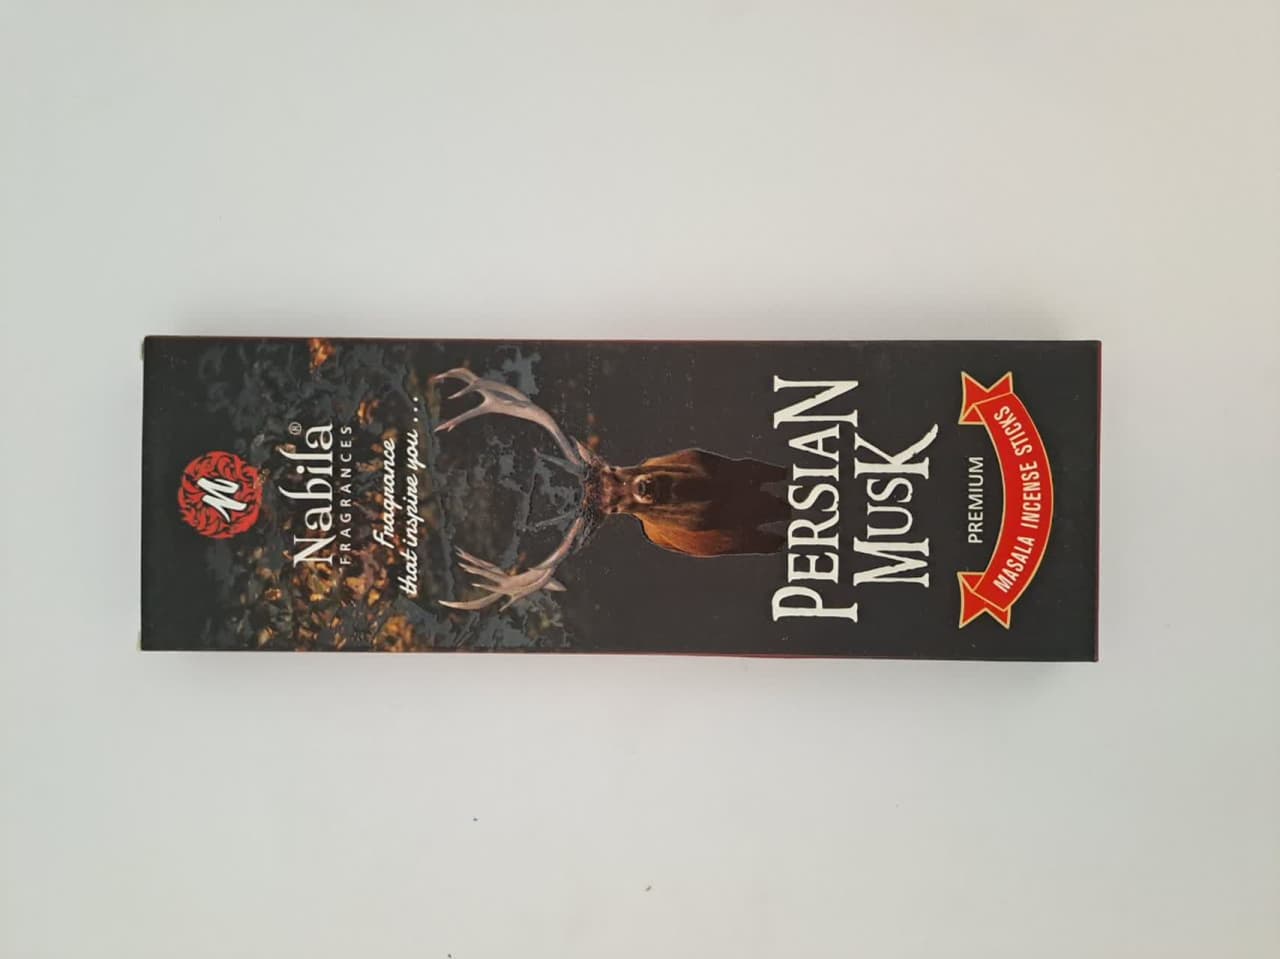 n
Nabila®
FRAGRANCES
Fragrance
that inspire you....
PERSIAN
MUSK
PREMIUM
MASALA INCENSE STICKS